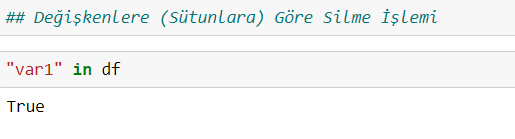 ## Değişkenlere (Sütunlara) Göre Silme İşlemi
"var1" in df
True